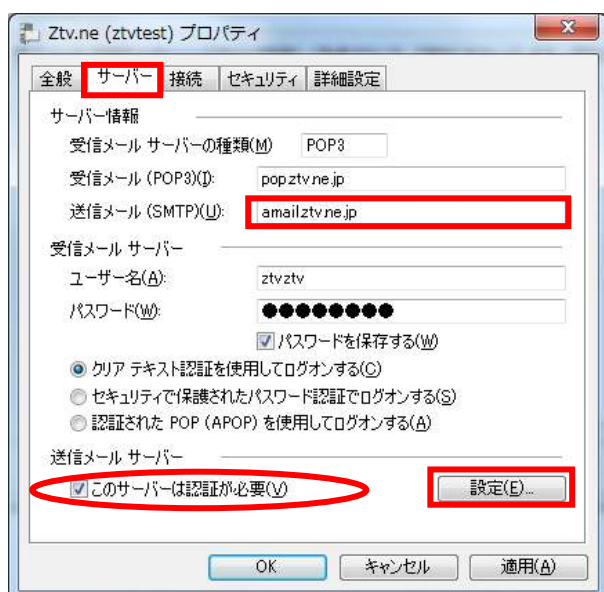 Ztv.ne (ztvtest) プロパティ
全般 サーバー 接続 セキュリティ 詳細設定
サーバー情報
受信メール サーバーの種類(M) POP3
受信メール (POP3)(I): pop.ztv.ne.jp
送信メール (SMTP)(U): amail.ztv.ne.jp
受信メール サーバー
ユーザー名(A): ztvztv
パスワード(W): ●●●●●●●●
パスワードを保存する(W)
クリア テキスト認証を使用してログオンする(C)
セキュリティで保護されたパスワード認証でログオンする(S)
認証された POP (APOP) を使用してログオンする(A)
送信メール サーバー
このサーバーは認証が必要(V) 設定(E)...
OK キャンセル 適用(A)